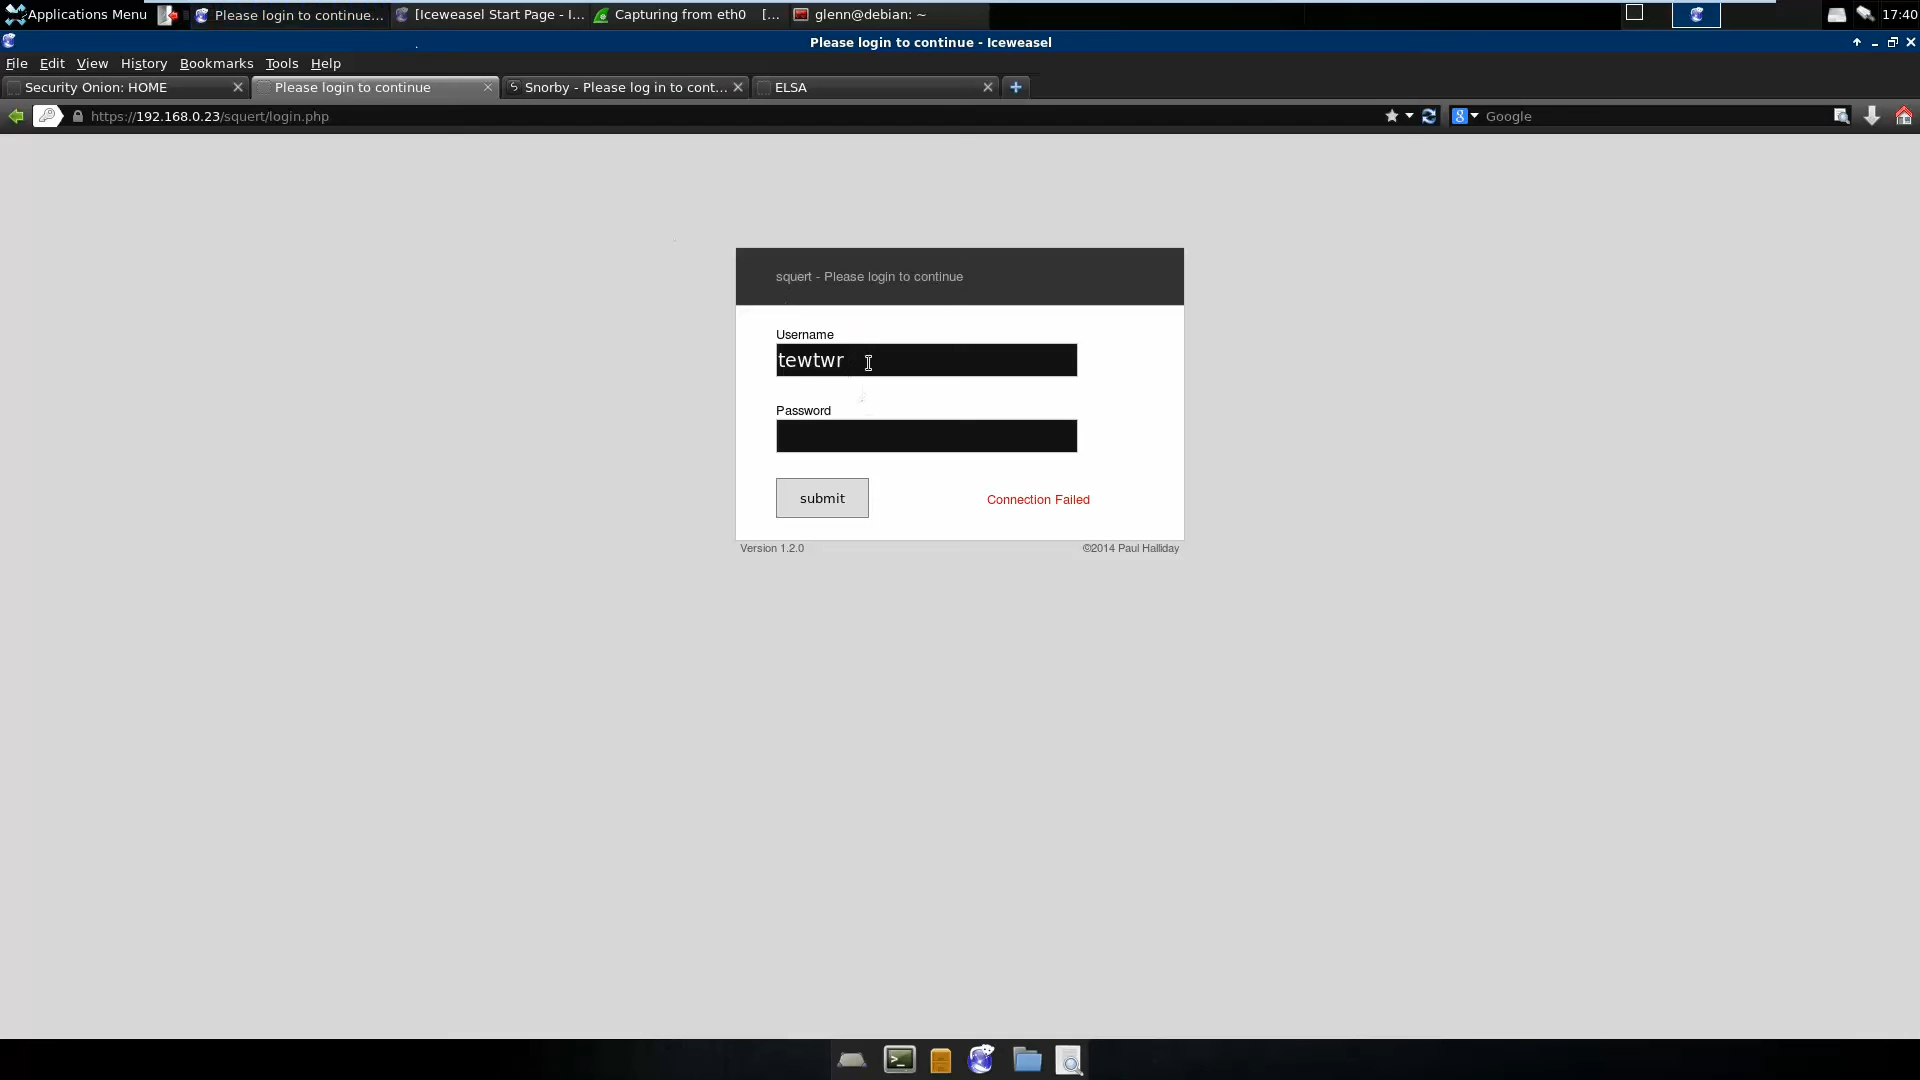 Applications Menu Please login to continue... [Iceweasel Start Page - I... Capturing from eth0 [... glenn@debian: ~ 17:40
Please login to continue - Iceweasel
File Edit View History Bookmarks Tools Help
Security Onion: HOME Please login to continue Snorby - Please log in to cont... ELSA
https://192.168.0.23/squert/login.php Google
squert - Please login to continue
Username
tewtwr
Password
submit Connection Failed
Version 1.2.0 ©2014 Paul Halliday